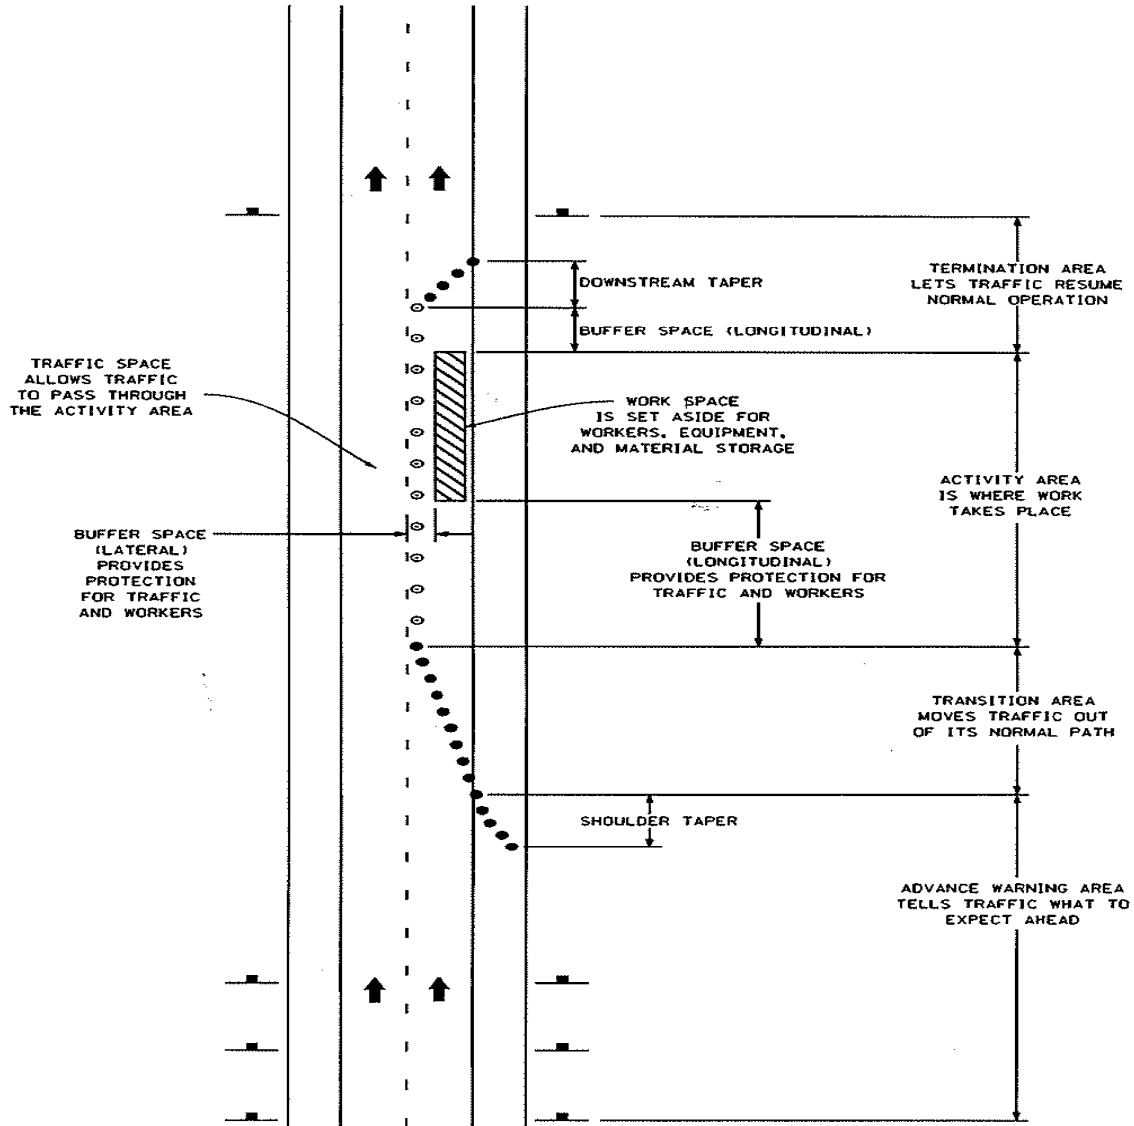 TERMINATION AREA
LETS TRAFFIC RESUME
NORMAL OPERATION
DOWNSTREAM TAPER
BUFFER SPACE (LONGITUDINAL)
TRAFFIC SPACE
ALLOWS TRAFFIC
TO PASS THROUGH
THE ACTIVITY AREA
WORK SPACE
IS SET ASIDE FOR
WORKERS, EQUIPMENT,
AND MATERIAL STORAGE
ACTIVITY AREA
IS WHERE WORK
TAKES PLACE
BUFFER SPACE
(LATERAL)
PROVIDES
PROTECTION
FOR TRAFFIC
AND WORKERS
BUFFER SPACE
(LONGITUDINAL)
PROVIDES PROTECTION FOR
TRAFFIC AND WORKERS
TRANSITION AREA
MOVES TRAFFIC OUT
OF ITS NORMAL PATH
SHOULDER TAPER
ADVANCE WARNING AREA
TELLS TRAFFIC WHAT TO
EXPECT AHEAD